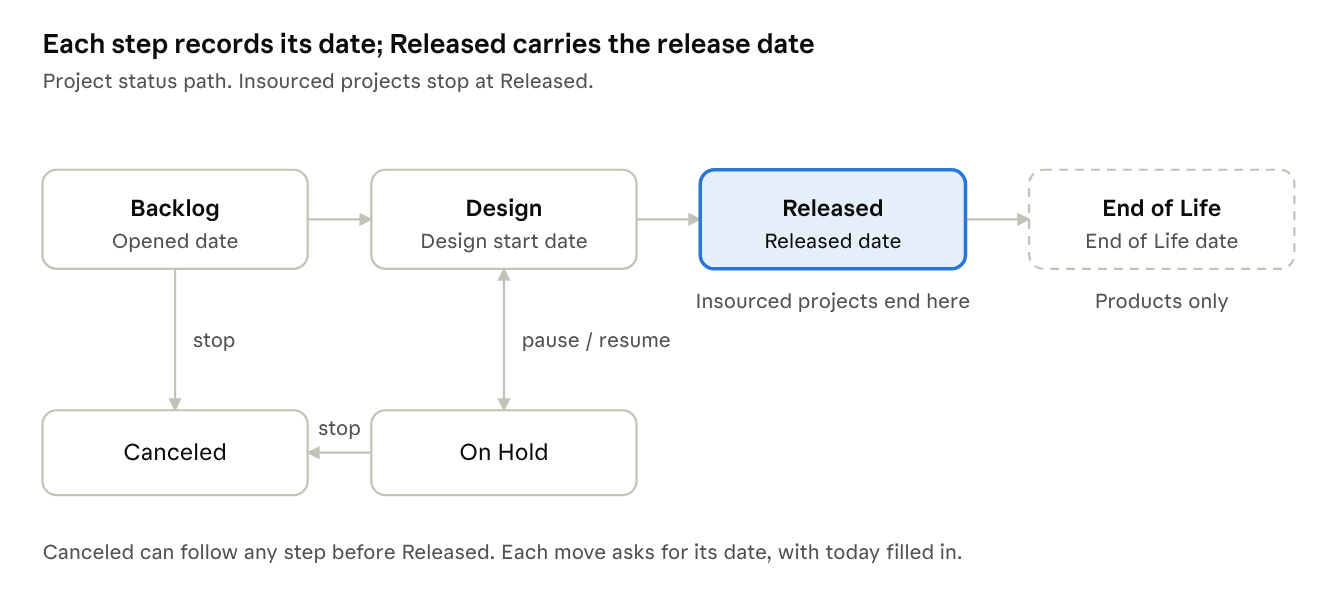 Each step records its date; Released carries the release date
Project status path. Insourced projects stop at Released.
Backlog
Opened date
Design
Design start date
Released
Released date
End of Life
End of Life date
Insourced projects end here
Products only
stop
pause / resume
Canceled
stop
On Hold
Canceled can follow any step before Released. Each move asks for its date, with today filled in.